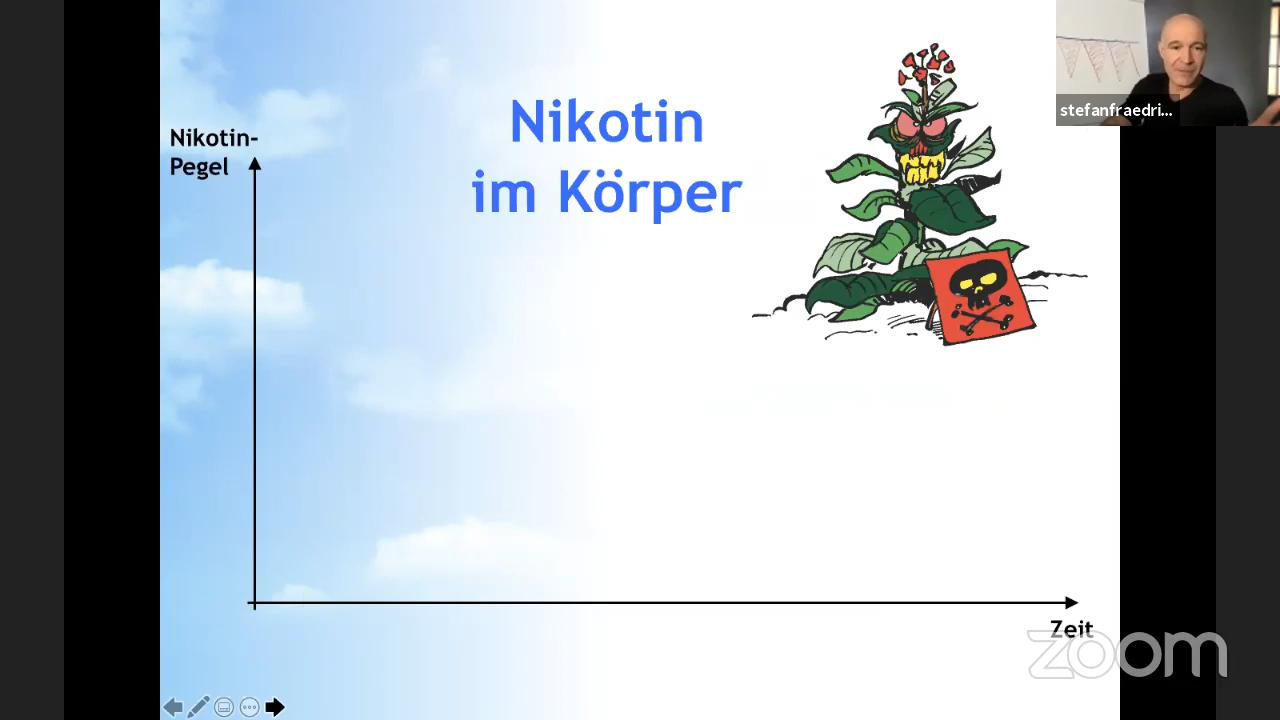 stefanfraedri...
Nikotin
im Körper
Nikotin-
Pegel
Zeit
zoom